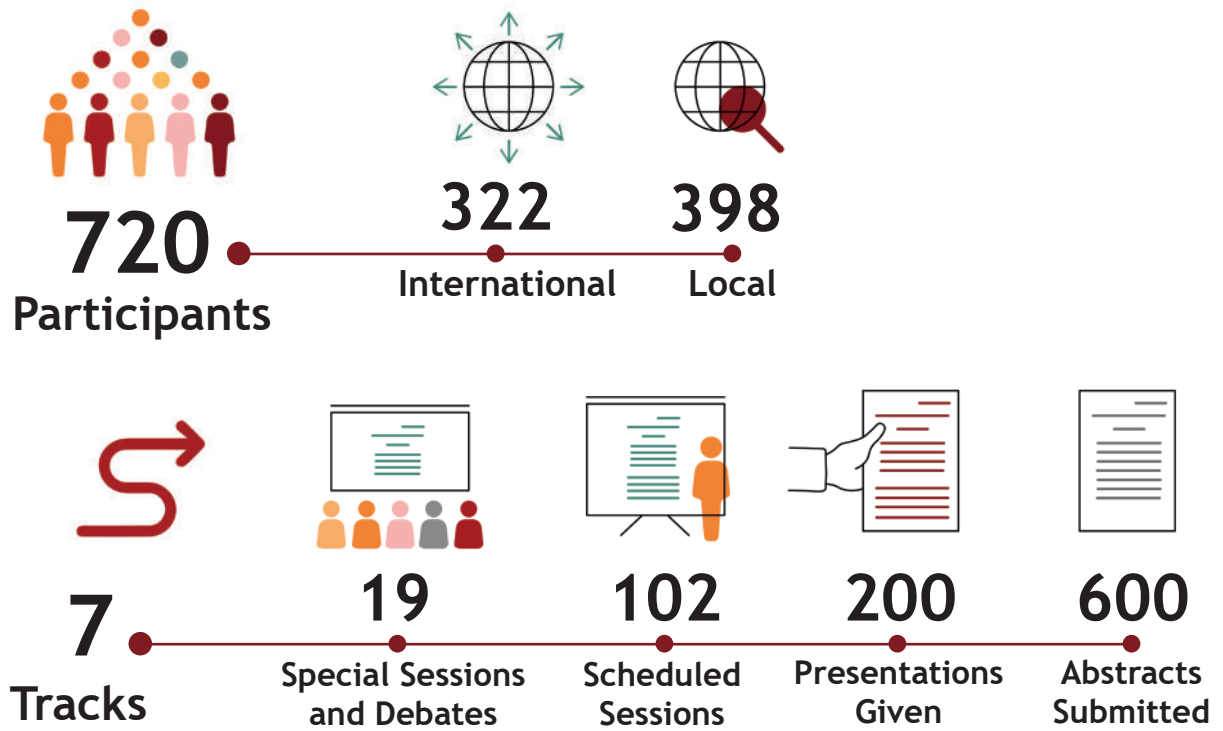 720
Participants
322
International
398
Local
7
Tracks
19
Special Sessions
and Debates
102
Scheduled
Sessions
200
Presentations
Given
600
Abstracts
Submitted